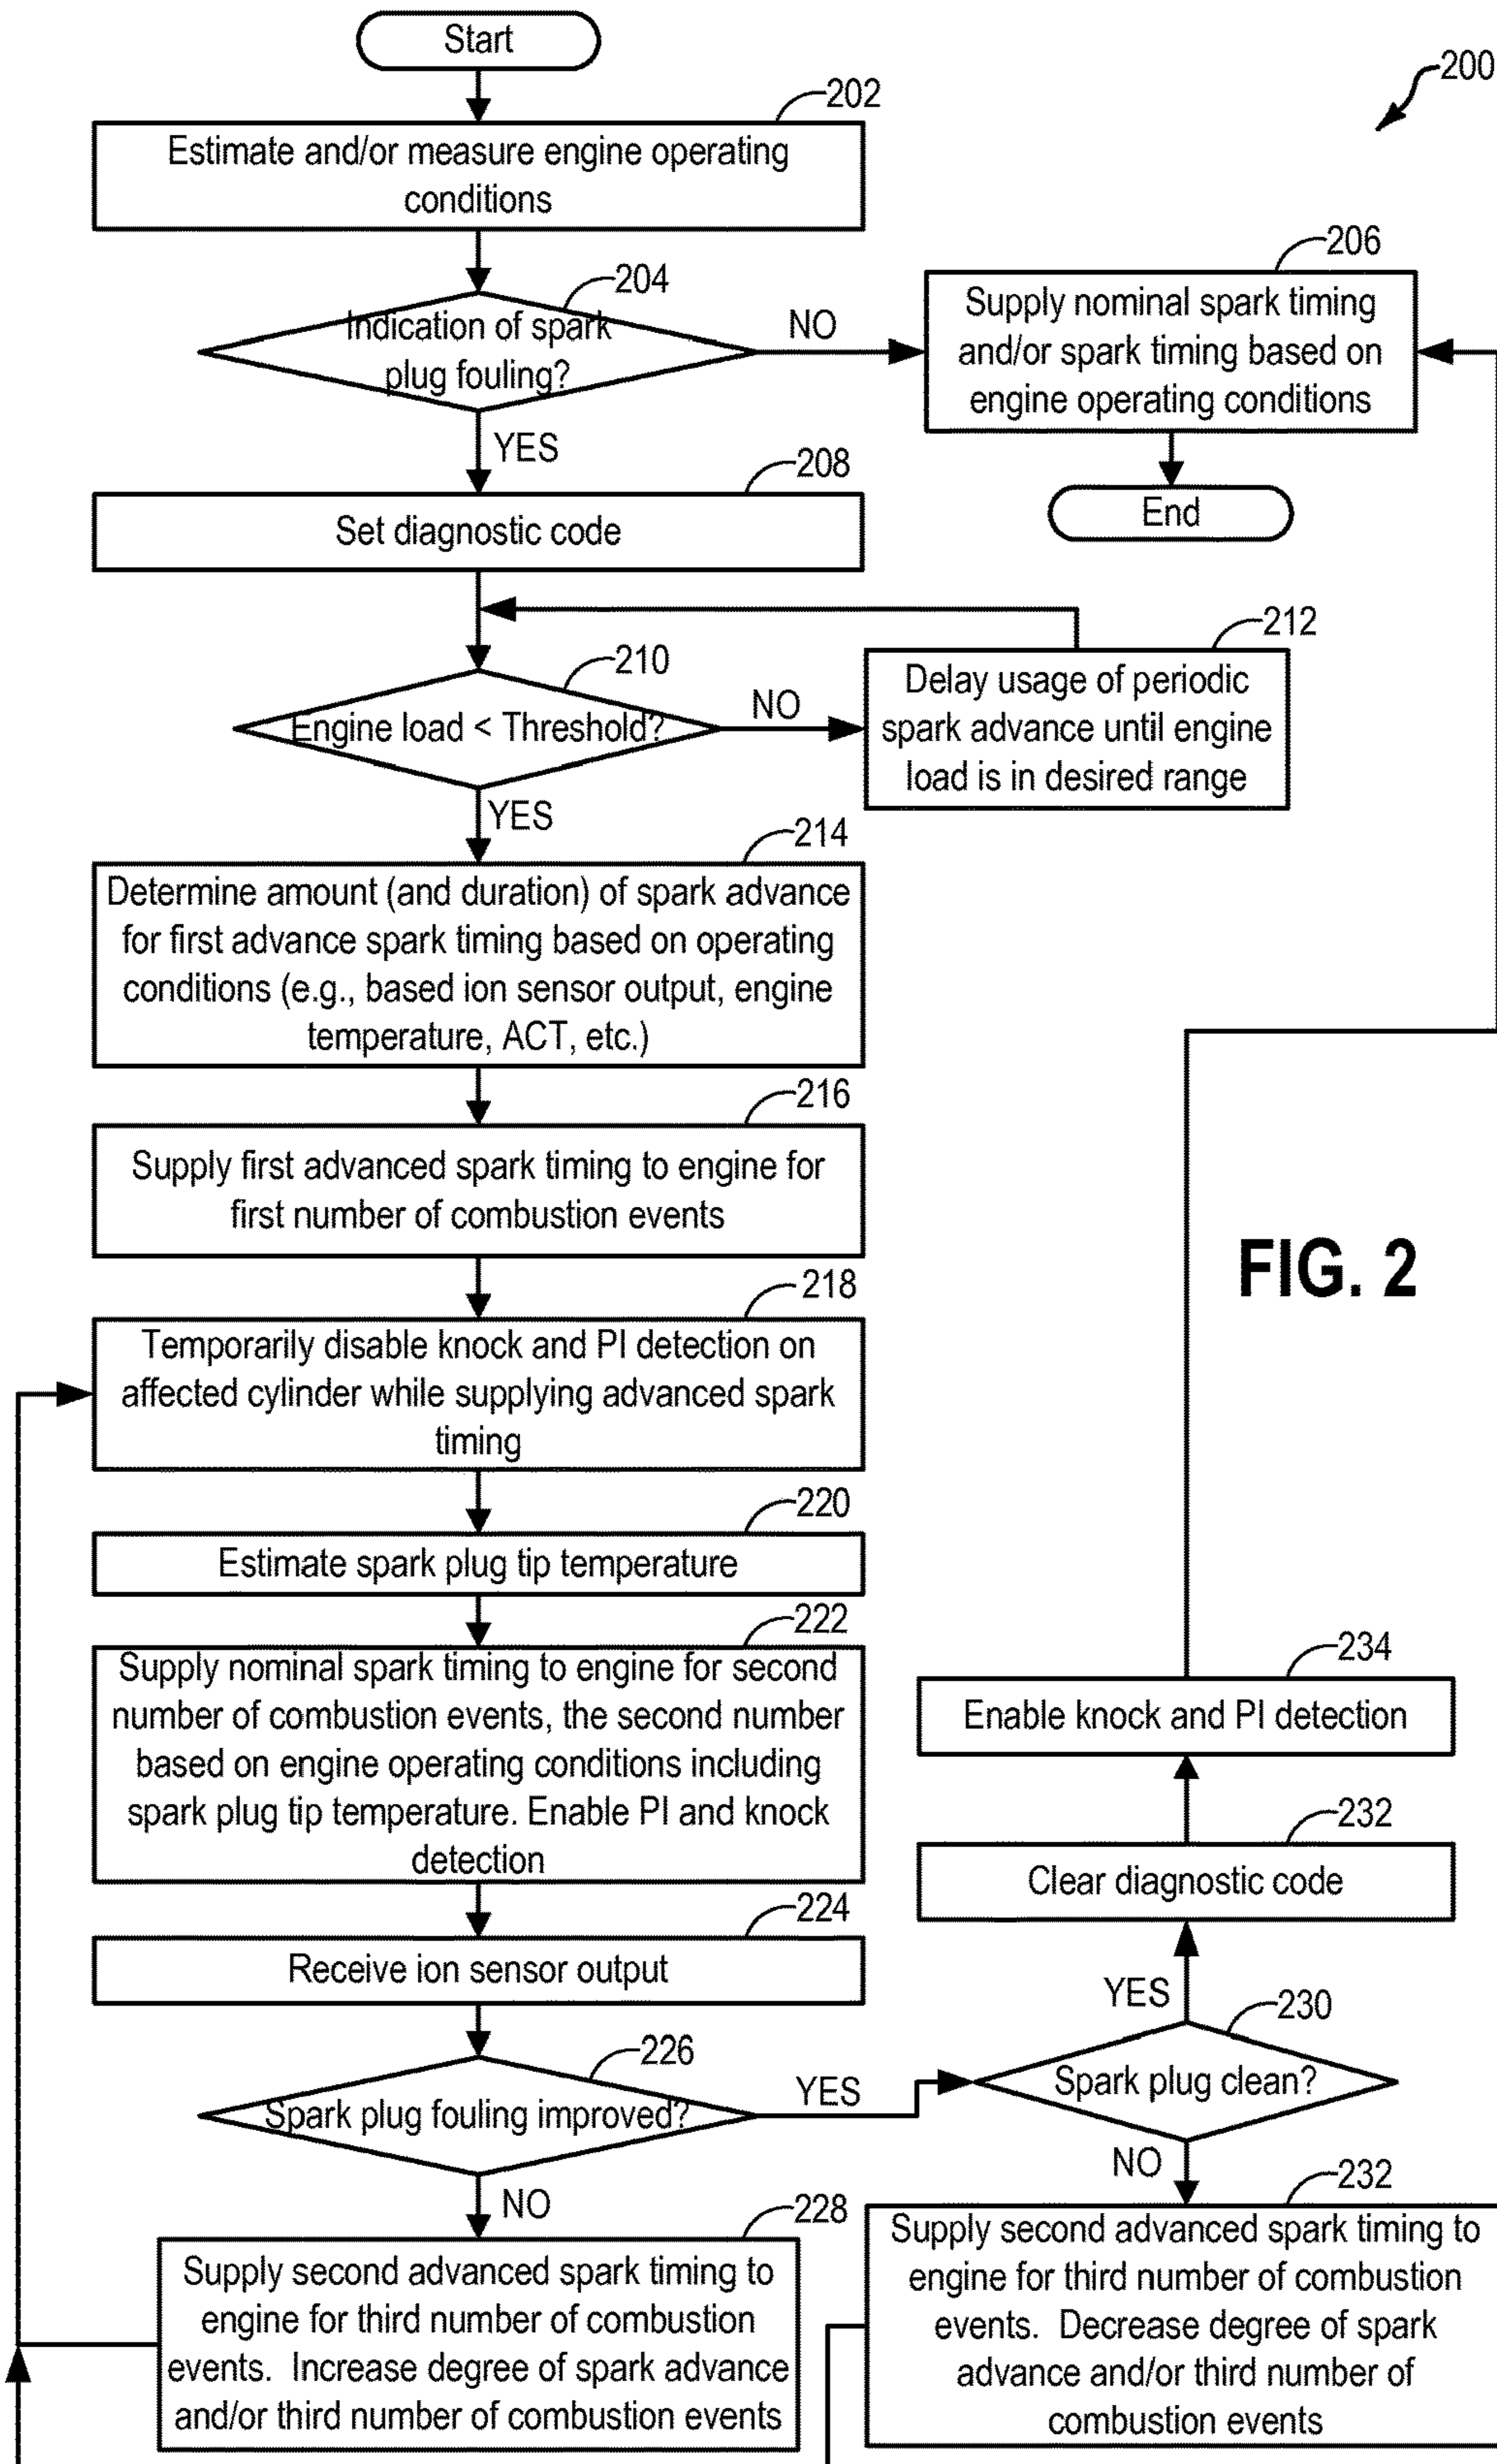 Start
200
202
Estimate and/or measure engine operating
conditions
204
Indication of spark
plug fouling?
NO
YES
206
Supply nominal spark timing
and/or spark timing based on
engine operating conditions
End
208
Set diagnostic code
210
Engine load < Threshold?
NO
YES
212
Delay usage of periodic
spark advance until engine
load is in desired range
214
Determine amount (and duration) of spark advance
for first advance spark timing based on operating
conditions (e.g., based ion sensor output, engine
temperature, ACT, etc.)
216
Supply first advanced spark timing to engine for
first number of combustion events
FIG. 2
218
Temporarily disable knock and PI detection on
affected cylinder while supplying advanced spark
timing
220
Estimate spark plug tip temperature
222
Supply nominal spark timing to engine for second
number of combustion events, the second number
based on engine operating conditions including
spark plug tip temperature. Enable PI and knock
detection
224
Receive ion sensor output
226
Spark plug fouling improved?
YES
NO
228
Supply second advanced spark timing to
engine for third number of combustion
events. Increase degree of spark advance
and/or third number of combustion events
234
Enable knock and PI detection
232
Clear diagnostic code
YES
230
Spark plug clean?
NO
232
Supply second advanced spark timing to
engine for third number of combustion
events. Decrease degree of spark
advance and/or third number of
combustion events